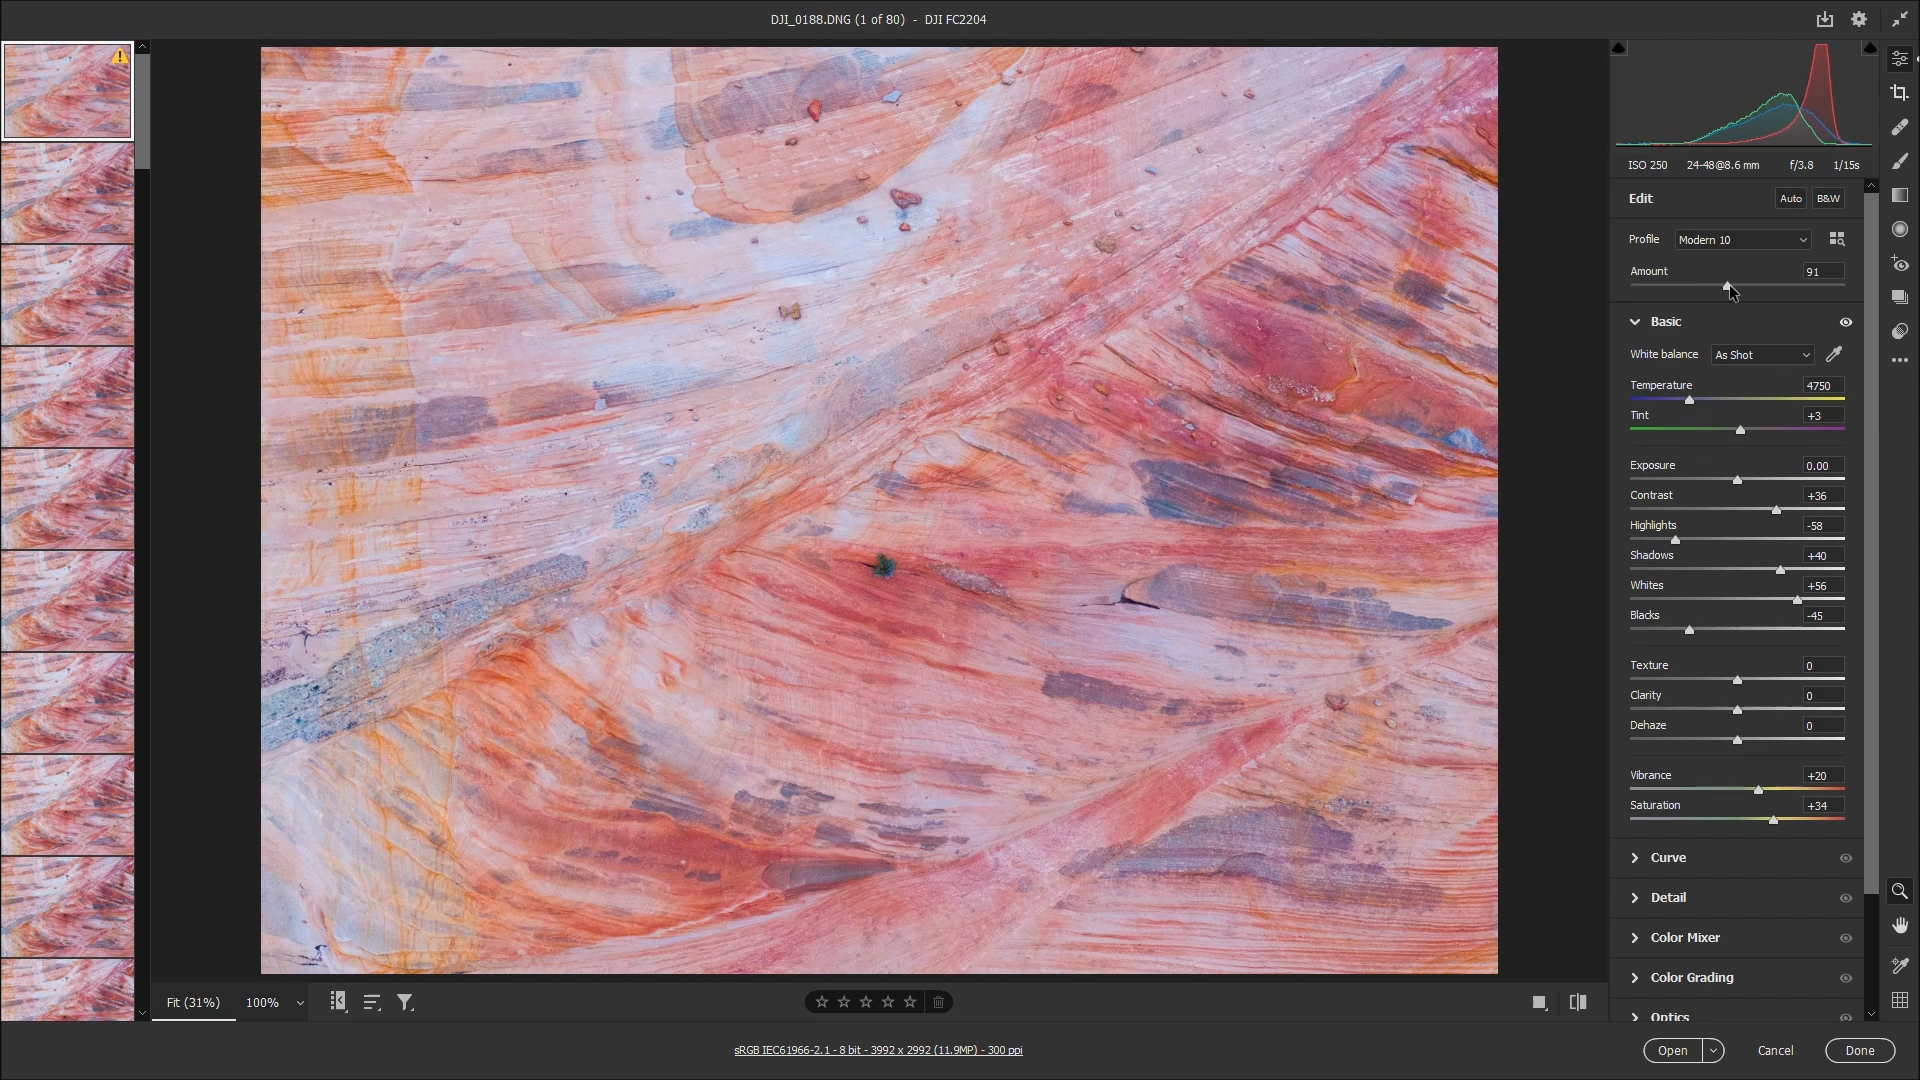 DJI_0188.DNG (1 of 80) - DJI FC2204
ISO 250 24-48@8.6 mm f/3.8 1/15s
Edit Auto B&W
Profile Modern 10
Amount 91
Basic
White balance As Shot
Temperature 4750
Tint +3
Exposure 0.00
Contrast +36
Highlights -58
Shadows +40
Whites +56
Blacks -45
Texture 0
Clarity 0
Dehaze 0
Vibrance +20
Saturation +34
Curve
Detail
Color Mixer
Color Grading
Optics
Fit (31%) 100%
sRGB IEC61966-2.1 - 8 bit - 3992 x 2992 (11.9MP) - 300 ppi
Open Cancel Done